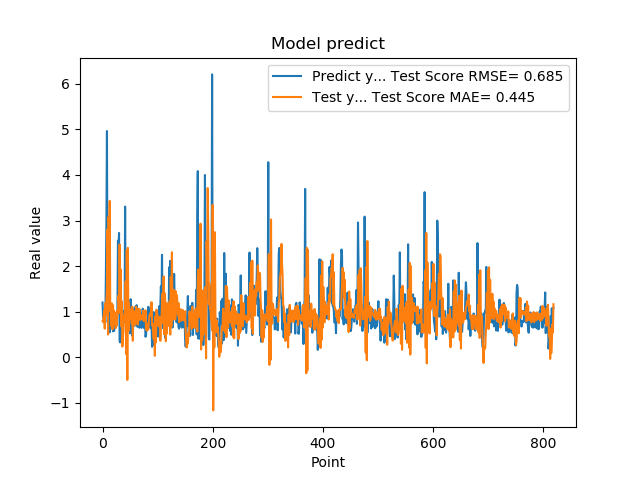 Model predict
Predict y... Test Score RMSE= 0.685
Test y... Test Score MAE= 0.445
6
5
4
3
2
1
0
−1
Real value
0 200 400 600 800
Point